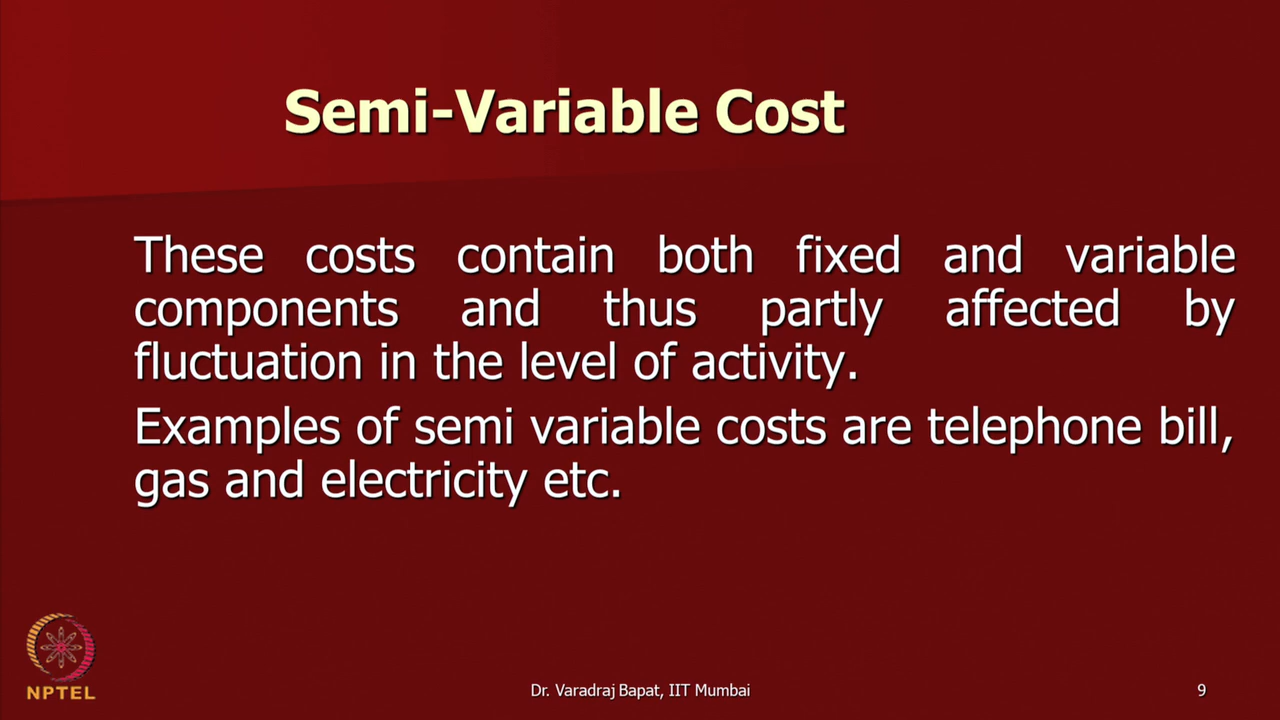 Semi-Variable Cost
These costs contain both fixed and variable
components and thus partly affected by
fluctuation in the level of activity.
Examples of semi variable costs are telephone bill,
gas and electricity etc.
NPTEL
Dr. Varadraj Bapat, IIT Mumbai
9